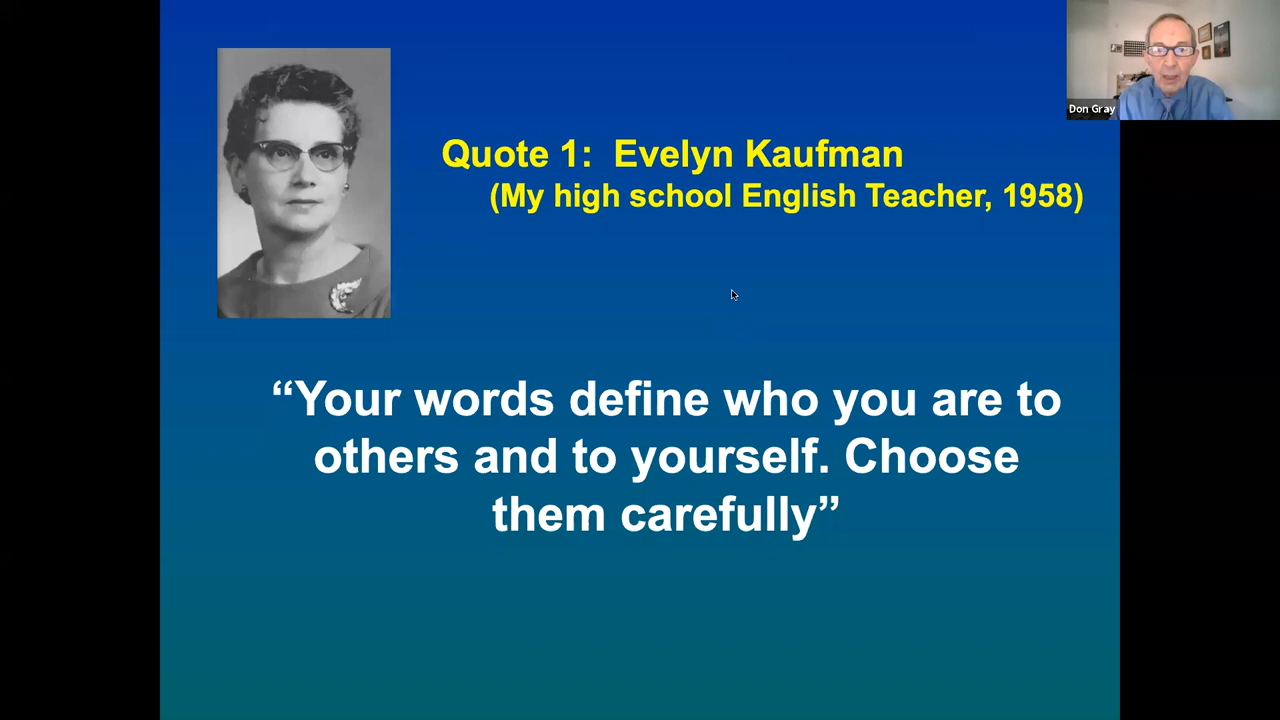 Don Gray
Quote 1: Evelyn Kaufman
(My high school English Teacher, 1958)
“Your words define who you are to
others and to yourself. Choose
them carefully”